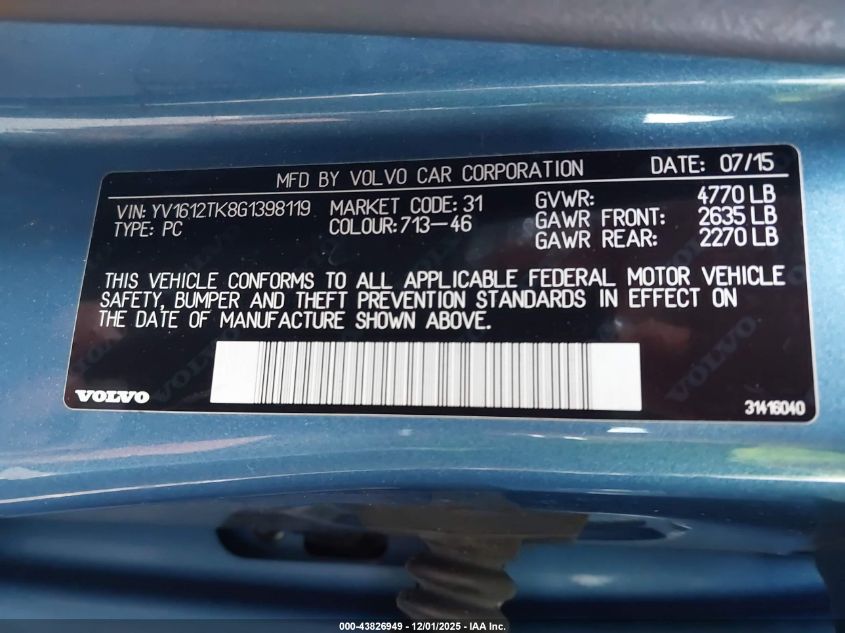 MFD BY VOLVO CAR CORPORATION DATE: 07/15
VIN: YV1612TK8G1398119 MARKET CODE: 31 GVWR: 4770 LB
TYPE: PC COLOUR: 713-46 GAWR FRONT: 2635 LB
GAWR REAR: 2270 LB
THIS VEHICLE CONFORMS TO ALL APPLICABLE FEDERAL MOTOR VEHICLE
SAFETY, BUMPER AND THEFT PREVENTION STANDARDS IN EFFECT ON
THE DATE OF MANUFACTURE SHOWN ABOVE.
VOLVO
31416040
000-43826949 - 12/01/2025 - IAA Inc.